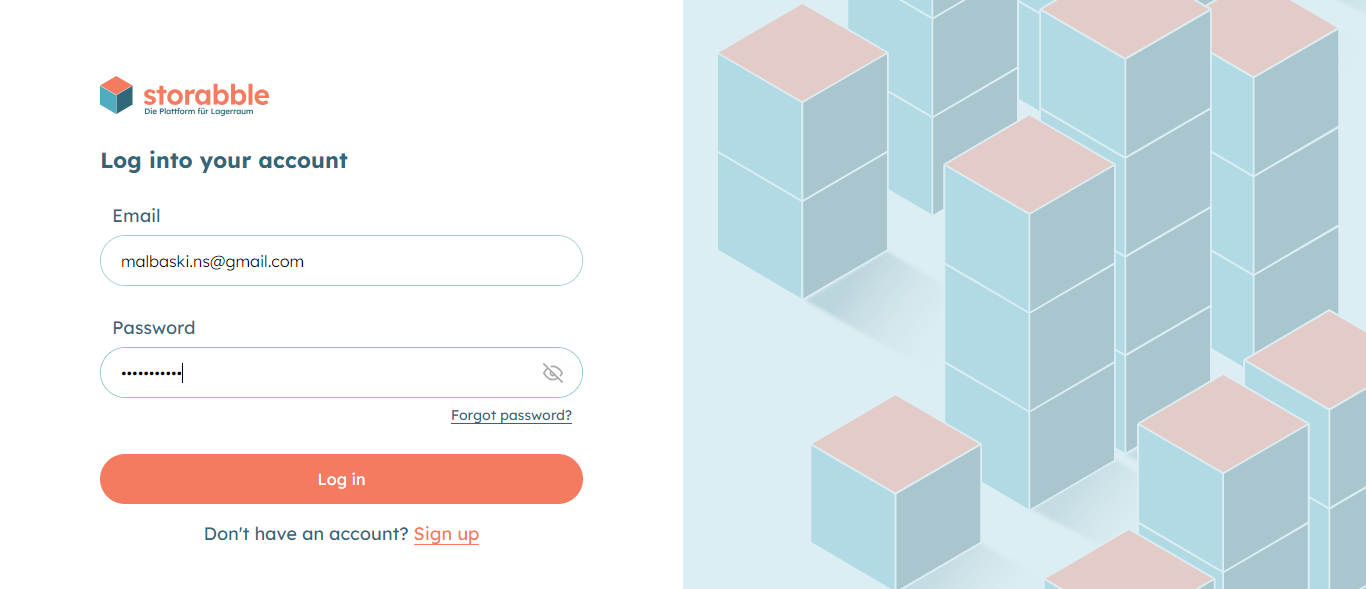 storabble
Die Plattform für Lagerraum
Log into your account
Email
malbaski.ns@gmail.com
Password
•••••••••••
Forgot password?
Log in
Don't have an account? Sign up